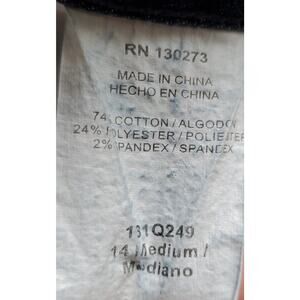 RN 130273
MADE IN CHINA
HECHO EN CHINA
74 COTTON / ALGODO
24% POLYESTER / POLIESTER
2% SPANDEX / SPANDEX
131Q249
14 Medium /
Mediano